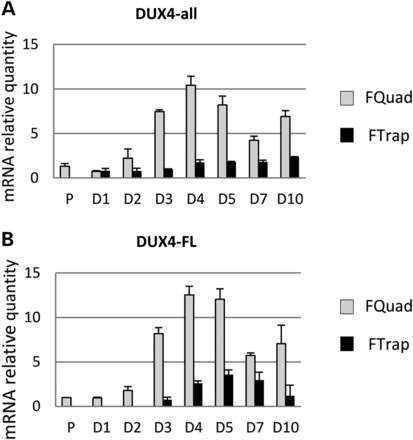 A
DUX4-all
mRNA relative quantity
15
10
5
0
P D1 D2 D3 D4 D5 D7 D10
FQuad
FTrap
B
DUX4-FL
mRNA relative quantity
15
10
5
0
P D1 D2 D3 D4 D5 D7 D10
FQuad
FTrap